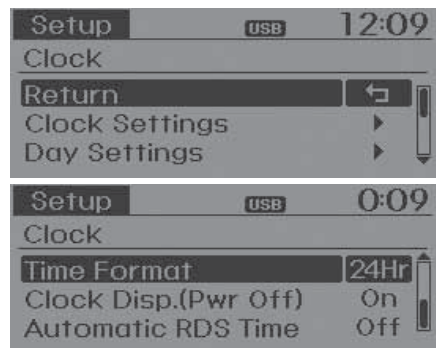 Setup USB 12:09
Clock
Return
Clock Settings
Day Settings
Setup USB 0:09
Clock
Time Format 24Hr
Clock Disp.(Pwr Off) On
Automatic RDS Time Off